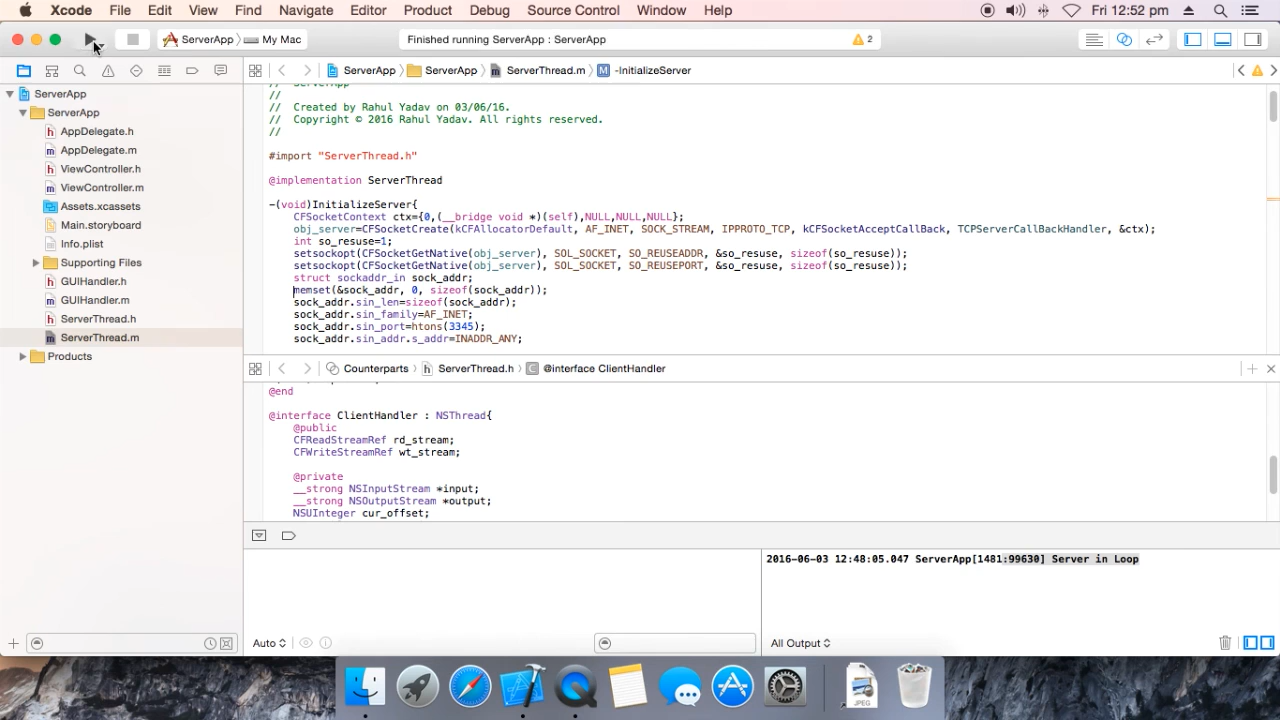 Xcode File Edit View Find Navigate Editor Product Debug Source Control Window Help Fri 12:52 pm
ServerApp My Mac Finished running ServerApp : ServerApp 2
ServerApp ServerApp ServerThread.m M -InitializeServer
ServerApp
ServerApp
AppDelegate.h
AppDelegate.m
ViewController.h
ViewController.m
Assets.xcassets
Main.storyboard
Info.plist
Supporting Files
GUIHandler.h
GUIHandler.m
ServerThread.h
ServerThread.m
Products
// ServerApp
//
// Created by Rahul Yadav on 03/06/16.
// Copyright © 2016 Rahul Yadav. All rights reserved.
//
#import "ServerThread.h"
@implementation ServerThread
-(void)InitializeServer{
CFSocketContext ctx={0,(__bridge void *)(self),NULL,NULL,NULL};
obj_server=CFSocketCreate(kCFAllocatorDefault, AF_INET, SOCK_STREAM, IPPROTO_TCP, kCFSocketAcceptCallBack, TCPServerCallBackHandler, &ctx);
int so_resuse=1;
setsockopt(CFSocketGetNative(obj_server), SOL_SOCKET, SO_REUSEADDR, &so_resuse, sizeof(so_resuse));
setsockopt(CFSocketGetNative(obj_server), SOL_SOCKET, SO_REUSEPORT, &so_resuse, sizeof(so_resuse));
struct sockaddr_in sock_addr;
memset(&sock_addr, 0, sizeof(sock_addr));
sock_addr.sin_len=sizeof(sock_addr);
sock_addr.sin_family=AF_INET;
sock_addr.sin_port=htons(3345);
sock_addr.sin_addr.s_addr=INADDR_ANY;
Counterparts ServerThread.h C @interface ClientHandler
@end
@interface ClientHandler : NSThread{
@public
CFReadStreamRef rd_stream;
CFWriteStreamRef wt_stream;
@private
__strong NSInputStream *input;
__strong NSOutputStream *output;
NSUInteger cur_offset;
2016-06-03 12:48:05.047 ServerApp[1481:99630] Server in Loop
Auto All Output
JPEG